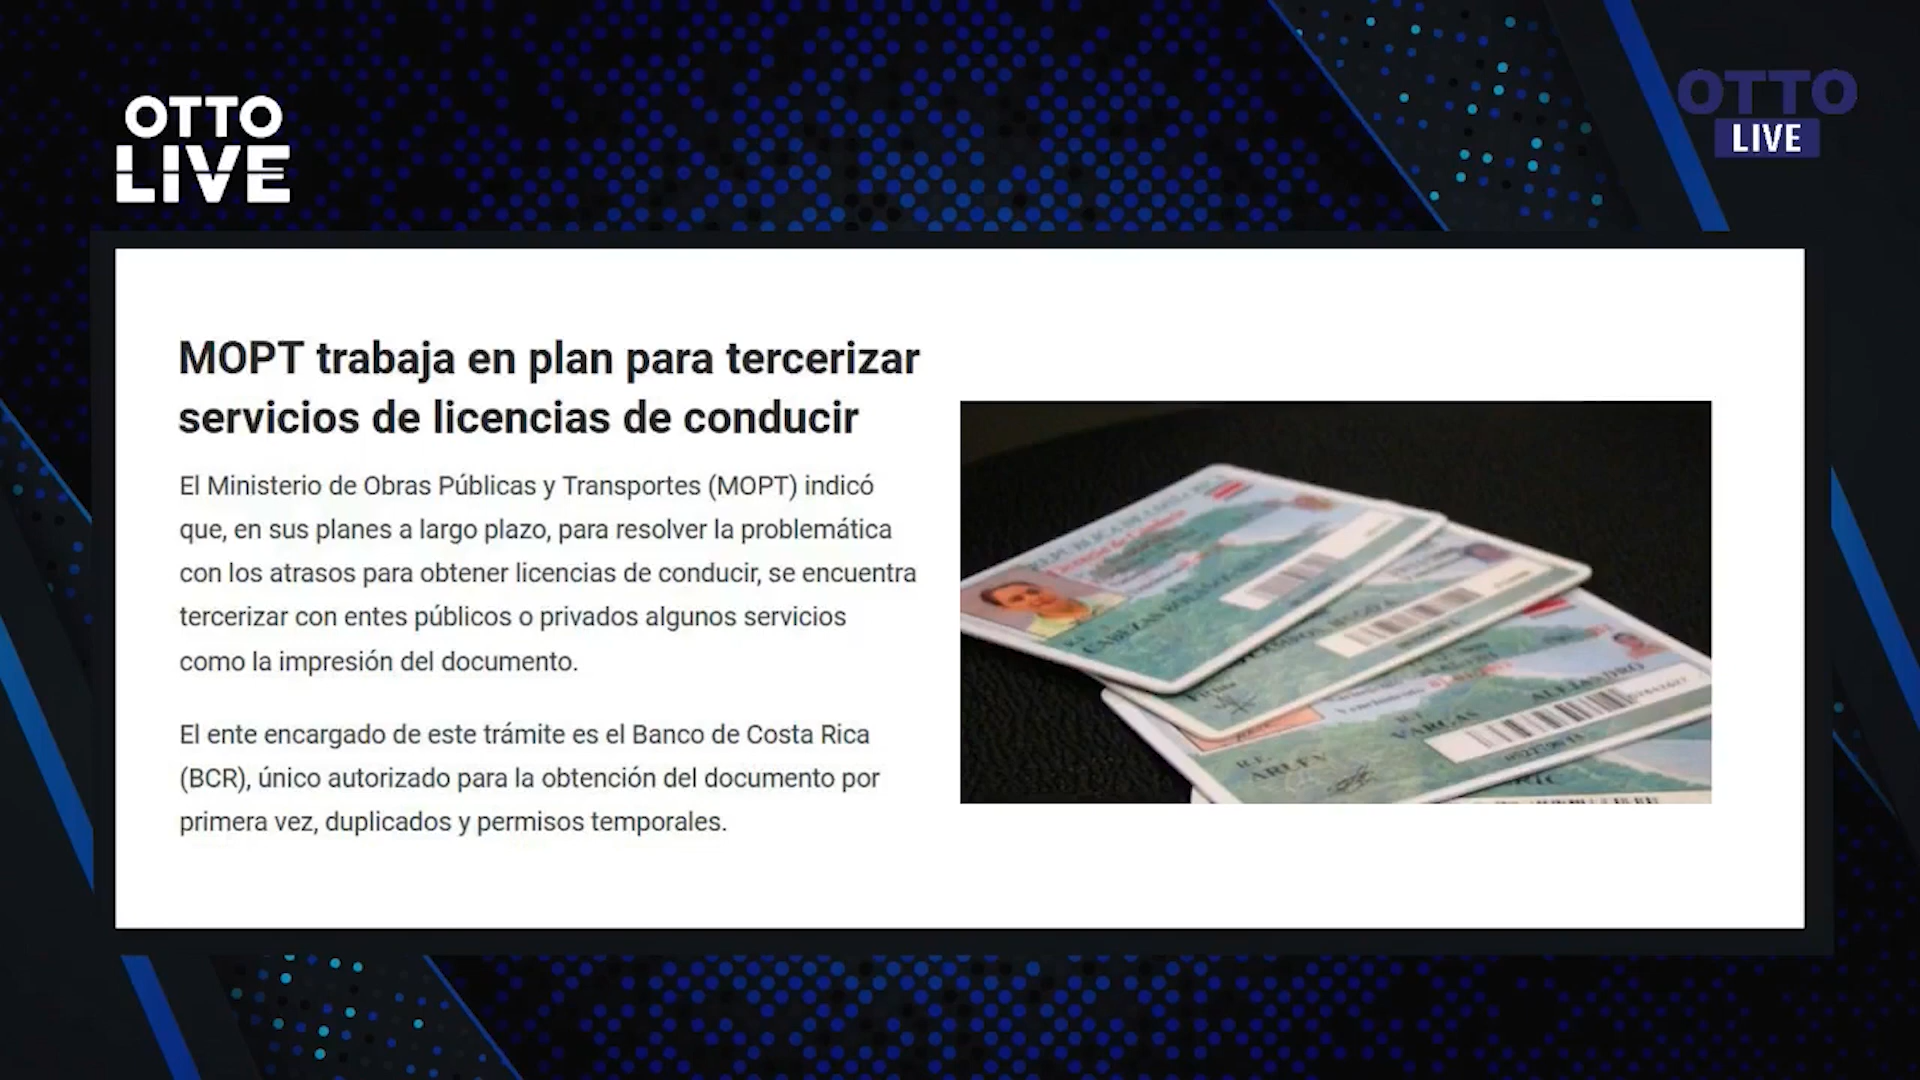 OTTO
LIVE
OTTO
LIVE
MOPT trabaja en plan para tercerizar
servicios de licencias de conducir
El Ministerio de Obras Públicas y Transportes (MOPT) indicó
que, en sus planes a largo plazo, para resolver la problemática
con los atrasos para obtener licencias de conducir, se encuentra
tercerizar con entes públicos o privados algunos servicios
como la impresión del documento.
El ente encargado de este trámite es el Banco de Costa Rica
(BCR), único autorizado para la obtención del documento por
primera vez, duplicados y permisos temporales.
VARGAS
ALEJANDRO